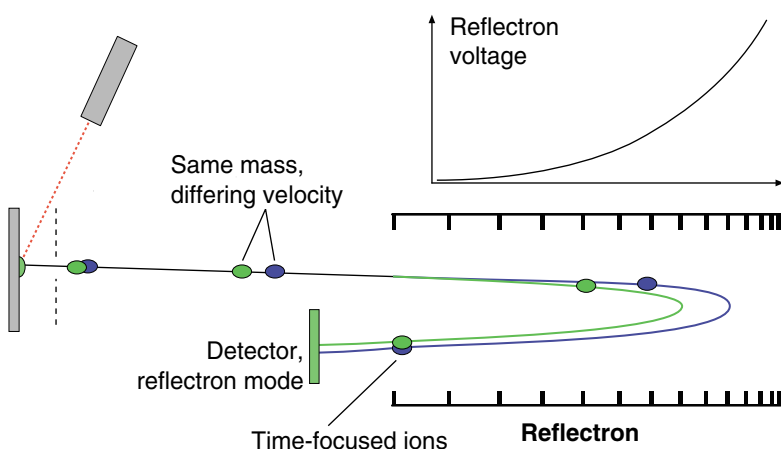 Reflectron
voltage
Same mass,
differing velocity
Detector,
reflectron mode
Time-focused ions
Reflectron